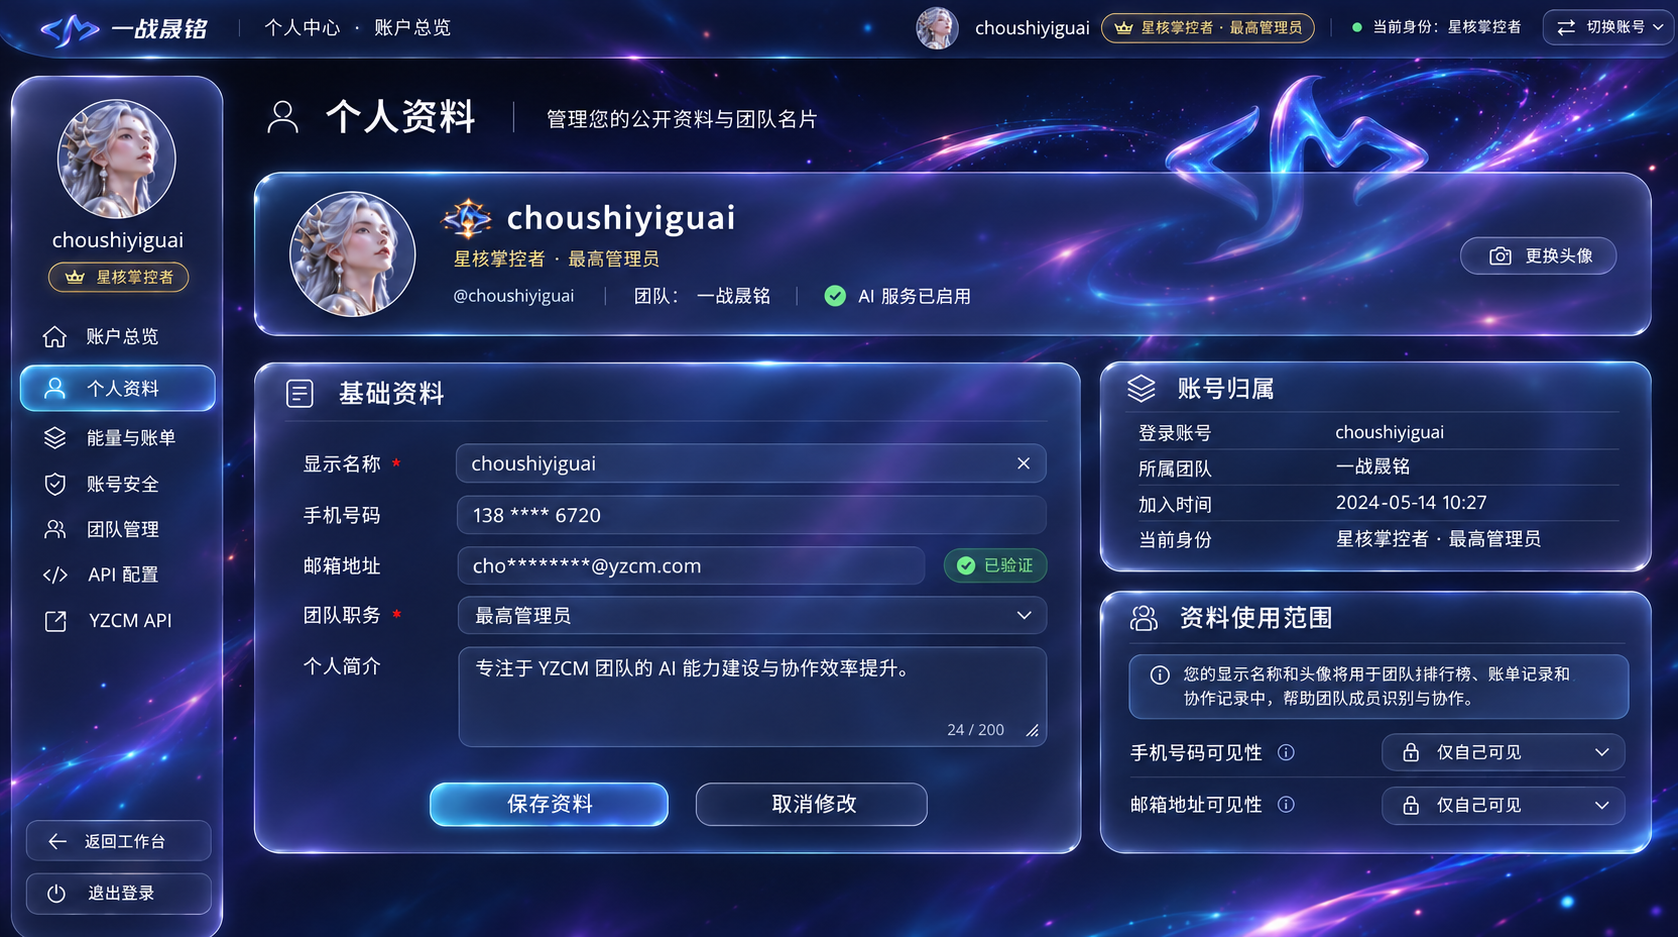 一战晟铭
个人中心 · 账户总览
choushiyiguai
星核掌控者 · 最高管理员
当前身份：星核掌控者
切换账号
choushiyiguai
星核掌控者
账户总览
个人资料
能量与账单
账号安全
团队管理
API 配置
YZCM API
返回工作台
退出登录
个人资料
管理您的公开资料与团队名片
choushiyiguai
星核掌控者 · 最高管理员
@choushiyiguai
团队： 一战晟铭
AI 服务已启用
更换头像
基础资料
显示名称 *
choushiyiguai
手机号码
138 **** 6720
邮箱地址
cho********@yzcm.com
已验证
团队职务 *
最高管理员
个人简介
专注于 YZCM 团队的 AI 能力建设与协作效率提升。
24 / 200
保存资料
取消修改
账号归属
登录账号
choushiyiguai
所属团队
一战晟铭
加入时间
2024-05-14 10:27
当前身份
星核掌控者 · 最高管理员
资料使用范围
您的显示名称和头像将用于团队排行榜、账单记录和
协作记录中，帮助团队成员识别与协作。
手机号码可见性
仅自己可见
邮箱地址可见性
仅自己可见